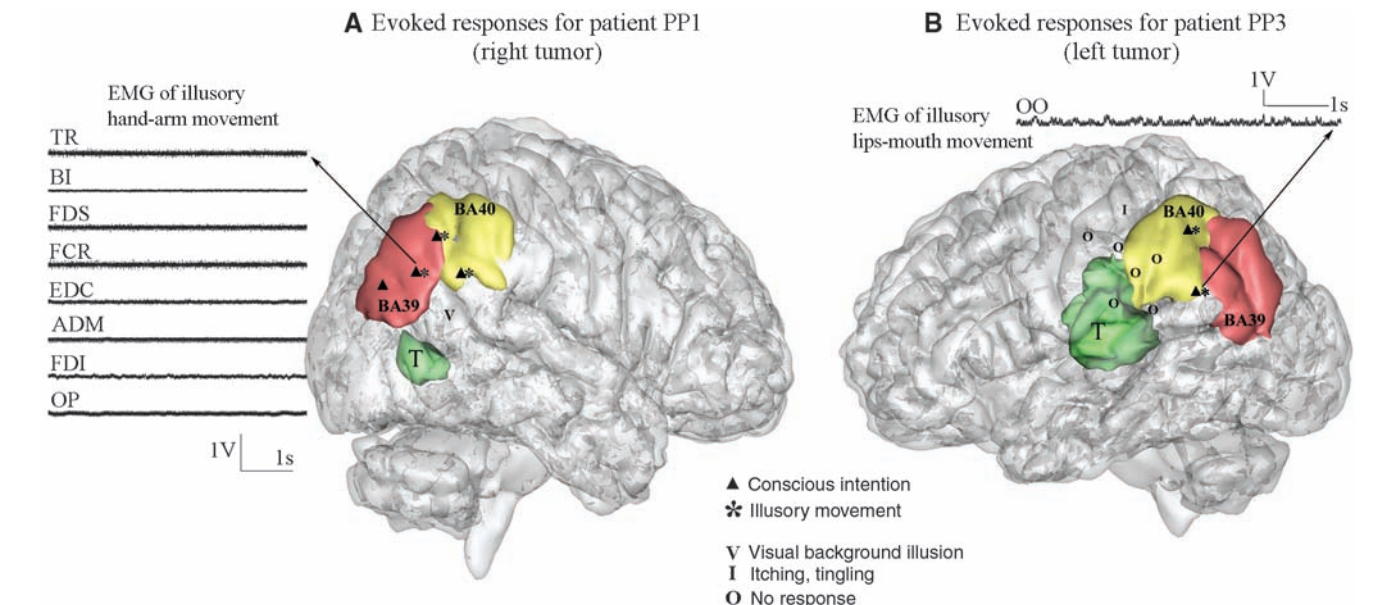 A Evoked responses for patient PP1
(right tumor)
B Evoked responses for patient PP3
(left tumor)
EMG of illusory
hand-arm movement
TR
BI
FDS
FCR
EDC
ADM
FDI
OP
1V
1s
BA40
▲*
▲*
▲*
▲
BA39
V
T
EMG of illusory
lips-mouth movement
OO
1V
1s
I
O
O
O
O
O
O
BA40
▲*
▲*
BA39
T
▲ Conscious intention
* Illusory movement
V Visual background illusion
I Itching, tingling
O No response